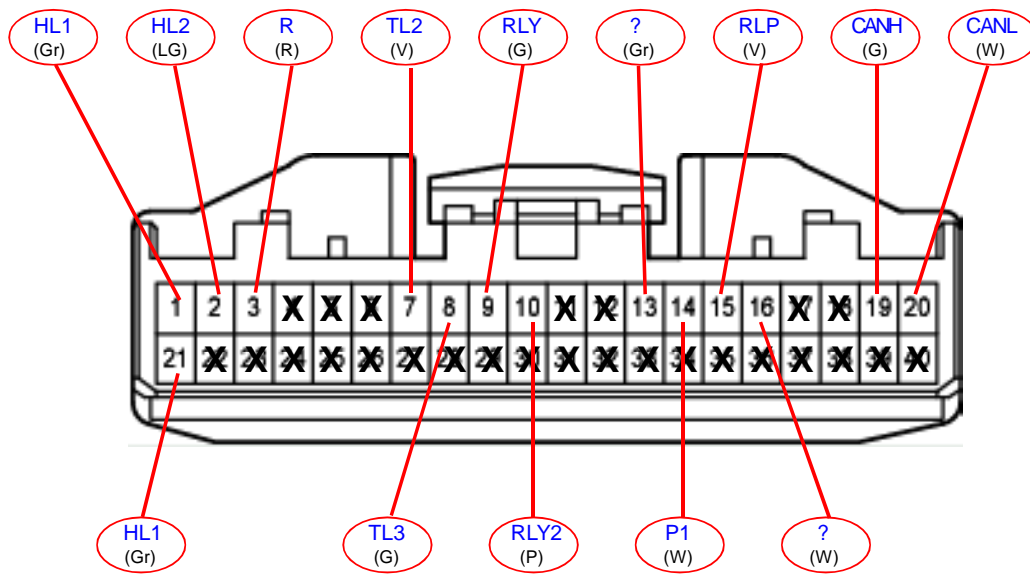 HL1
(Gr)
HL2
(LG)
R
(R)
TL2
(V)
RLY
(G)
?
(Gr)
RLP
(V)
CANH
(G)
CANL
(W)
1 2 3 X X X 7 8 9 10 X X 13 14 15 16 X X 19 20
21 X X X X X X X X X X X X X X X X X X X
HL1
(Gr)
TL3
(G)
RLY2
(P)
P1
(W)
?
(W)